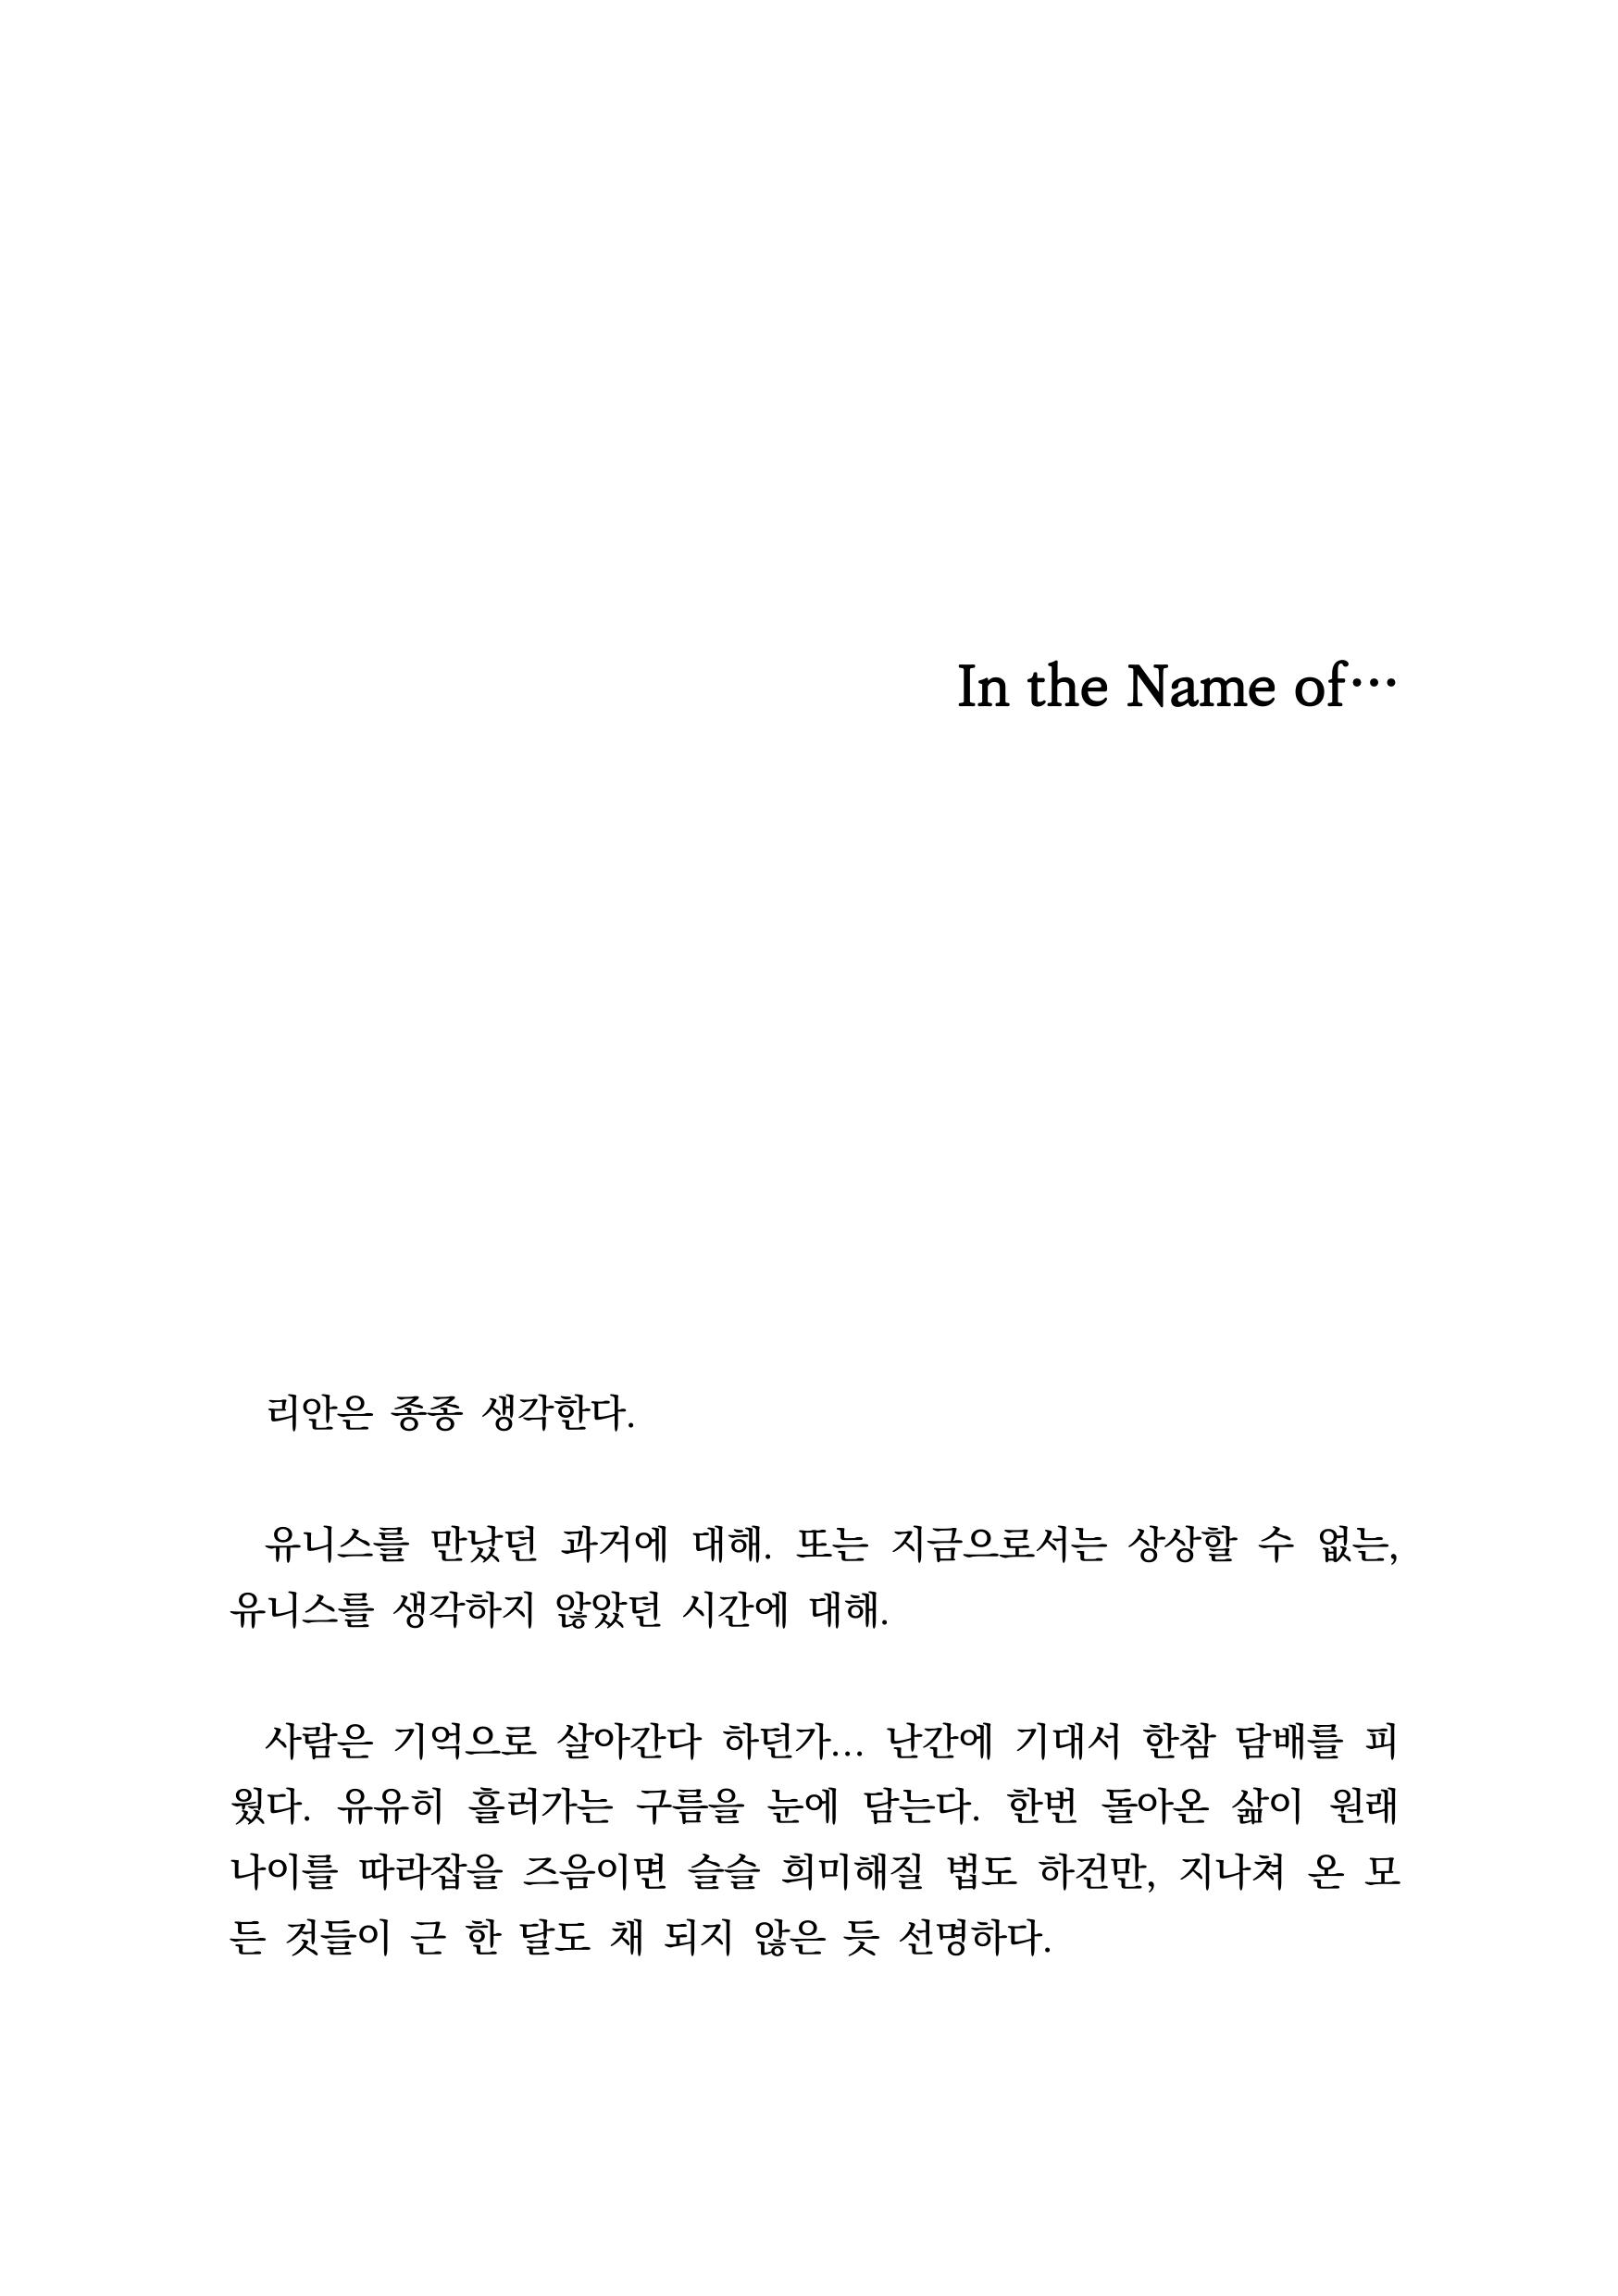 In the Name of…
리안은 종종 생각한다.
유니스를 만났던 과거에 대해. 또는 지금으로서는 상상할 수 없는,
유니스를 생각하지 않았던 시간에 대해.
사람은 기억으로 살아간다 하던가... 난간에 기대서 한참 담배를 피
웠다. 유유히 흘러가는 구름을 눈에 담는다. 한번 돌아온 삶이 원래
나이를 따라잡을 즈음이면 슬슬 희미해질 법도 하건만, 지나쳐 온 모
든 것들이 근 한 달도 채 되지 않은 듯 선명하다.